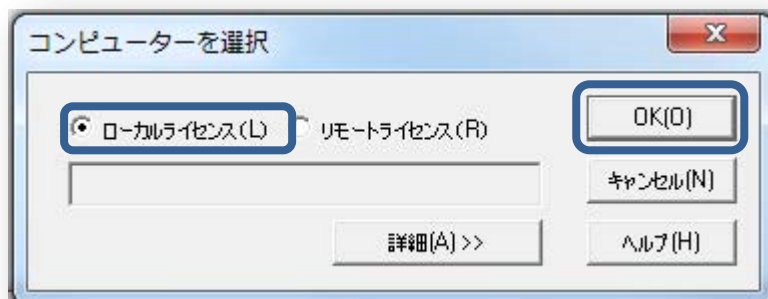 コンピューターを選択
ローカルライセンス(L) リモートライセンス(R)
OK(O)
キャンセル(N)
詳細(A) >>
ヘルプ(H)